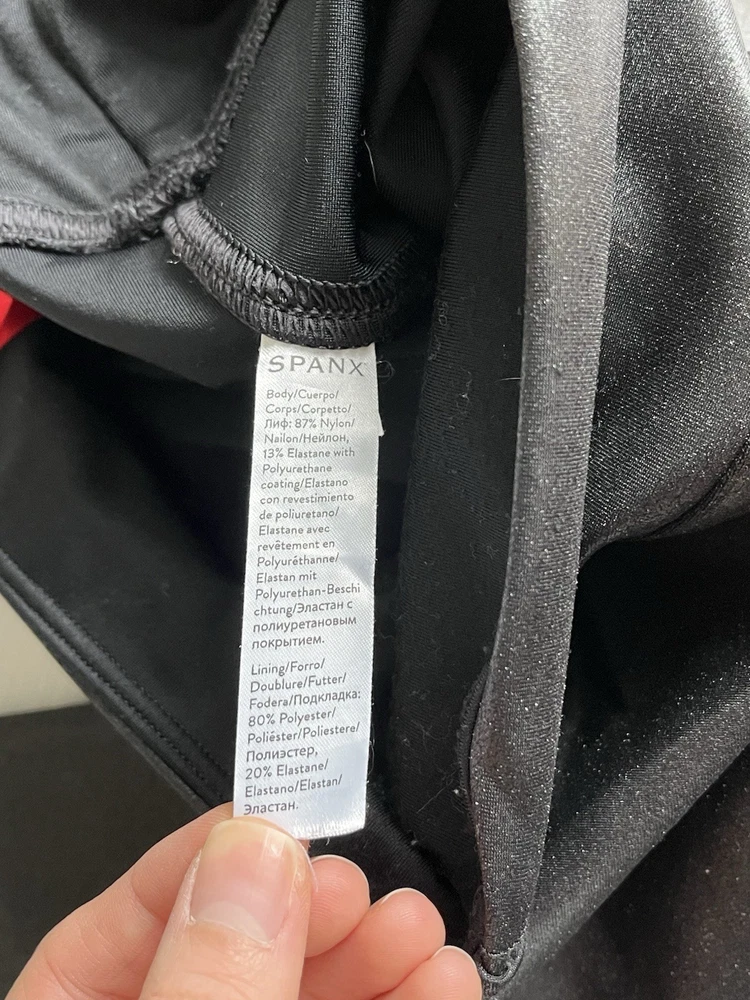 SPANX
Body/Cuerpo/
Corps/Corpetto/
Лиф: 87% Nylon/
Nailon/Нейлон,
13% Elastane with
Polyurethane
coating/Elastano
con revestimiento
de poliuretano/
Elastane avec
revêtement en
Polyuréthanne/
Elastan mit
Polyurethan-Beschi
chtung/Эластан с
полиуретановым
покрытием.
Lining/Forro/
Doublure/Futter/
Fodera/Подкладка:
80% Polyester/
Poliéster/Poliestere/
Полиэстер,
20% Elastane/
Elastano/Elastan/
Эластан.